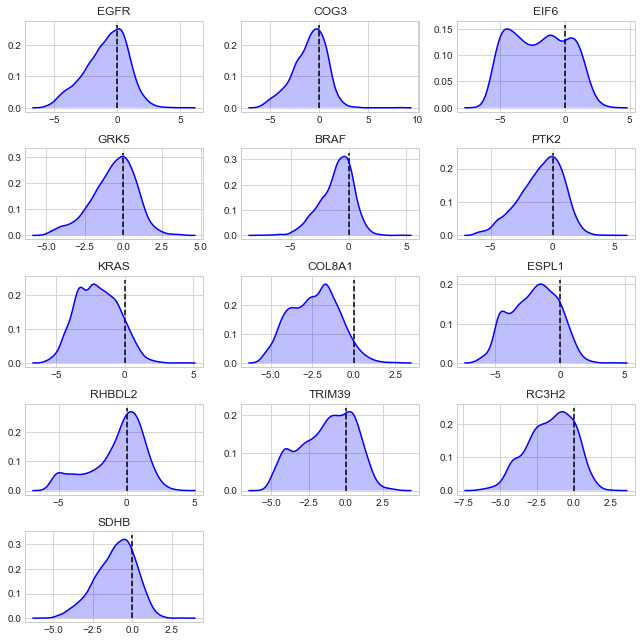 EGFR COG3 EIF6
0.2 0.1 0.0 −5 0 5
0.2 0.1 0.0 −5 0 5 10
0.15 0.10 0.05 0.00 −5 0 5
GRK5 BRAF PTK2
0.3 0.2 0.1 0.0 −5.0 −2.5 0.0 2.5 5.0
0.3 0.2 0.1 0.0 −5 0 5
0.2 0.1 0.0 −5 0 5
KRAS COL8A1 ESPL1
0.2 0.1 0.0 −5 0 5
0.2 0.1 0.0 −5.0 −2.5 0.0 2.5
0.2 0.1 0.0 −5 0 5
RHBDL2 TRIM39 RC3H2
0.2 0.1 0.0 −5 0 5
0.2 0.1 0.0 −5.0 −2.5 0.0 2.5
0.2 0.1 0.0 −7.5 −5.0 −2.5 0.0 2.5
SDHB
0.3 0.2 0.1 0.0 −5.0 −2.5 0.0 2.5